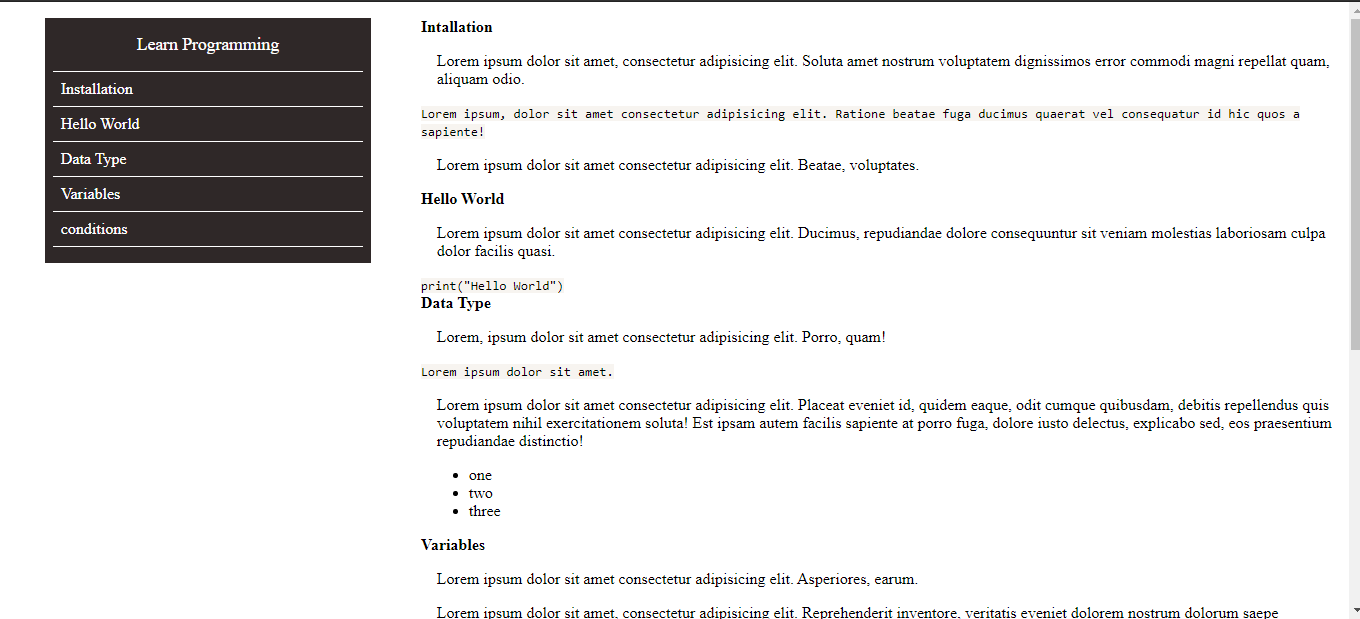 Learn Programming
Installation
Hello World
Data Type
Variables
conditions
Intallation
Lorem ipsum dolor sit amet, consectetur adipisicing elit. Soluta amet nostrum voluptatem dignissimos error commodi magni repellat quam,
aliquam odio.
Lorem ipsum, dolor sit amet consectetur adipisicing elit. Ratione beatae fuga ducimus quaerat vel consequatur id hic quos a
sapiente!
Lorem ipsum dolor sit amet consectetur adipisicing elit. Beatae, voluptates.
Hello World
Lorem ipsum dolor sit amet consectetur adipisicing elit. Ducimus, repudiandae dolore consequuntur sit veniam molestias laboriosam culpa
dolor facilis quasi.
print("Hello World")
Data Type
Lorem, ipsum dolor sit amet consectetur adipisicing elit. Porro, quam!
Lorem ipsum dolor sit amet.
Lorem ipsum dolor sit amet consectetur adipisicing elit. Placeat eveniet id, quidem eaque, odit cumque quibusdam, debitis repellendus quis
voluptatem nihil exercitationem soluta! Est ipsam autem facilis sapiente at porro fuga, dolore iusto delectus, explicabo sed, eos praesentium
repudiandae distinctio!
one
two
three
Variables
Lorem ipsum dolor sit amet consectetur adipisicing elit. Asperiores, earum.
Lorem ipsum dolor sit amet, consectetur adipisicing elit. Reprehenderit inventore, veritatis eveniet dolorem nostrum dolorum saepe